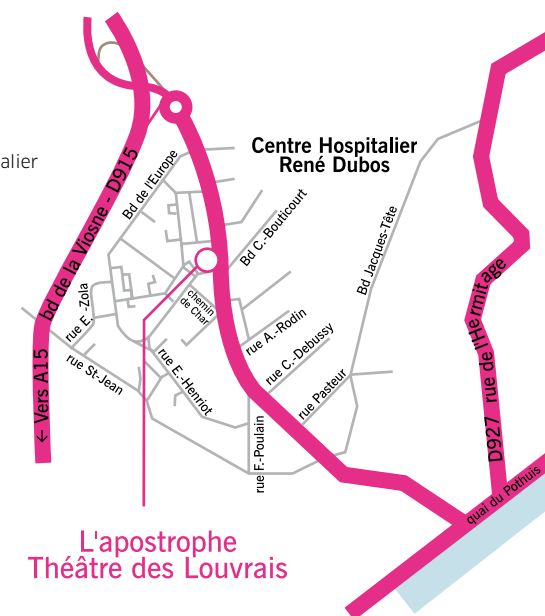 alier
Centre Hospitalier
René Dubos
Bd de l'Europe
bd de la Viosne - D915
Bd C.-Bouticourt
Bd Jacques-Tête
rue de l'Hermitage
D927
chemin
de Char
rue E. -Zola
rue A.-Rodin
rue C.-Debussy
← Vers A15
rue St-Jean
rue E.-Henriot
rue Pasteur
rue F.-Poulain
quai du Pothuis
L'apostrophe
Théâtre des Louvrais